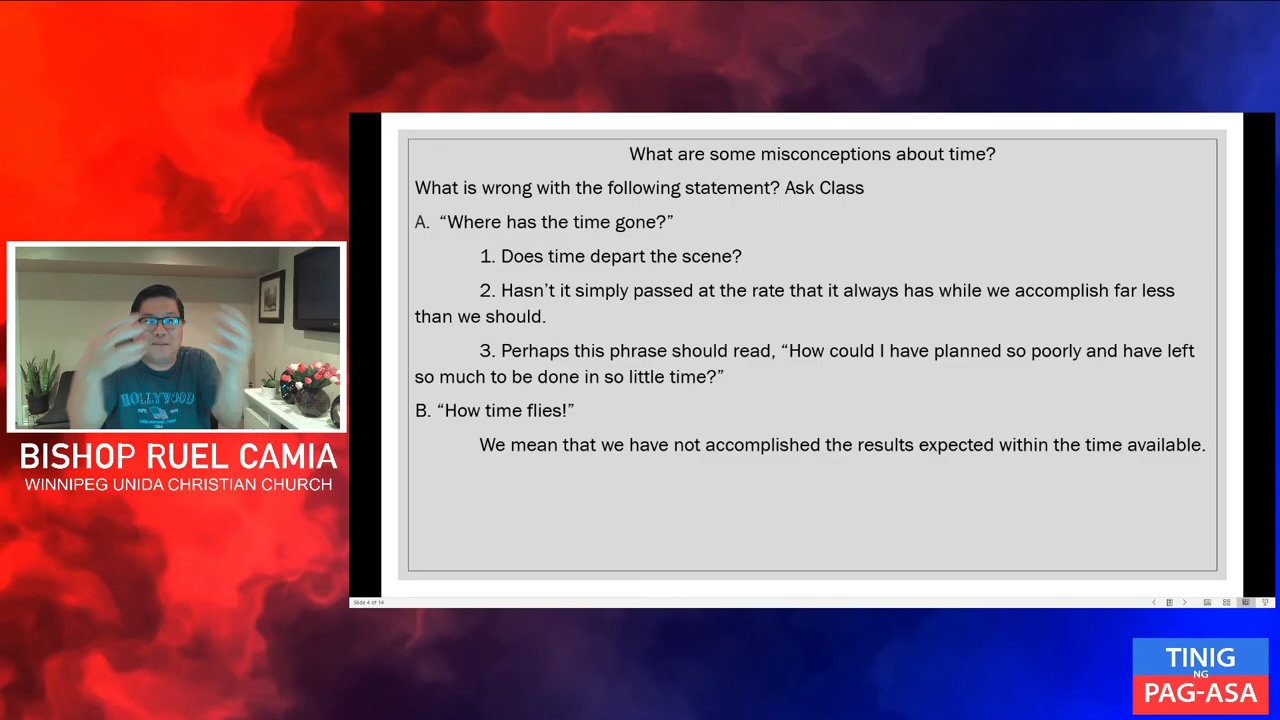 What are some misconceptions about time?
What is wrong with the following statement? Ask Class
A. “Where has the time gone?”
1. Does time depart the scene?
2. Hasn’t it simply passed at the rate that it always has while we accomplish far less
than we should.
3. Perhaps this phrase should read, “How could I have planned so poorly and have left
so much to be done in so little time?”
B. “How time flies!”
We mean that we have not accomplished the results expected within the time available.
Slide 4 of 14
HOLLYWOOD
BISHOP RUEL CAMIA
WINNIPEG UNIDA CHRISTIAN CHURCH
TINIG
NG
PAG-ASA